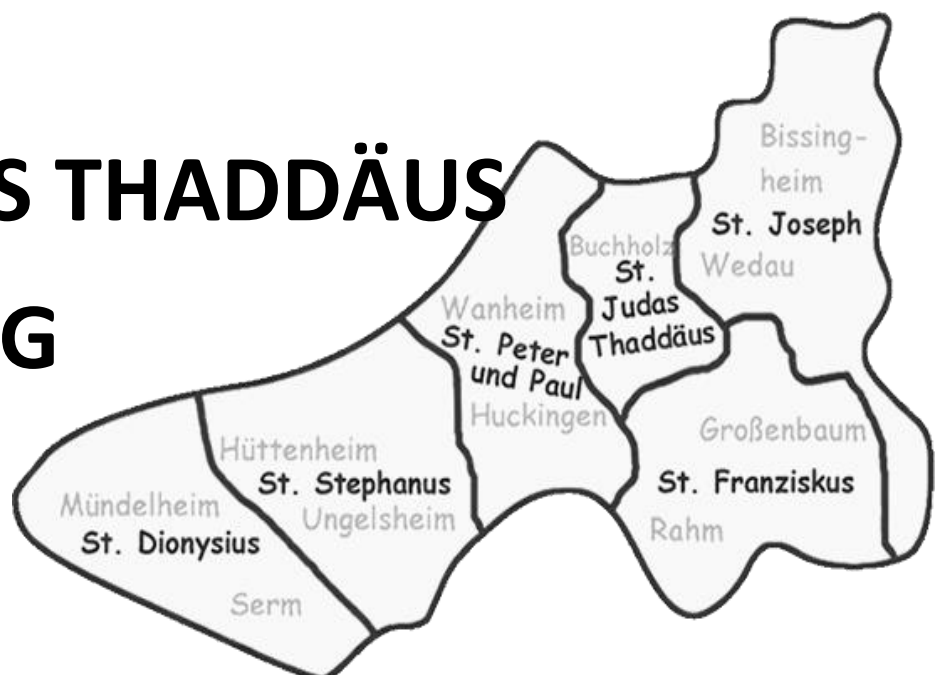 S THADDÄUS
G
Bissing-
heim
St. Joseph
Wedau
Buchholz
St.
Judas
Thaddäus
Wanheim
St. Peter
und Paul
Huckingen
Großenbaum
St. Franziskus
Rahm
Hüttenheim
St. Stephanus
Ungelsheim
Mündelheim
St. Dionysius
Serm